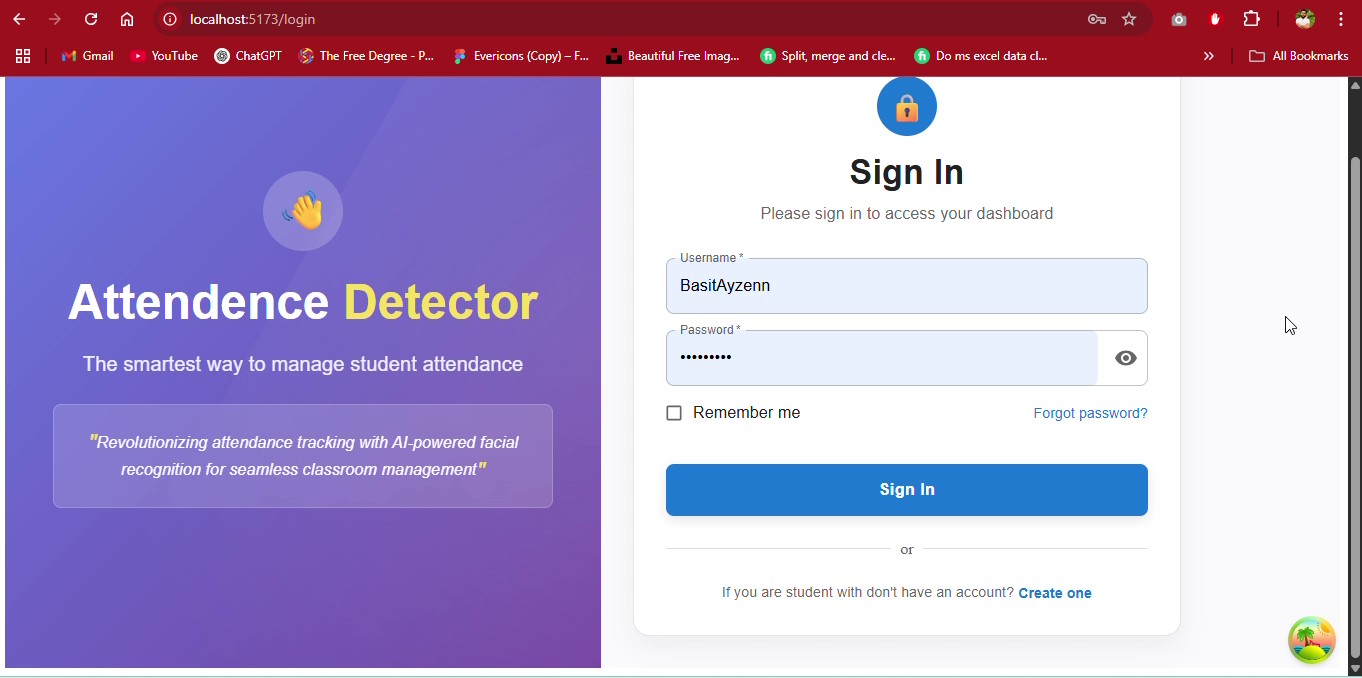 localhost:5173/login
Gmail
YouTube
ChatGPT
The Free Degree - P...
Evericons (Copy) – F...
Beautiful Free Imag...
Split, merge and cle...
Do ms excel data cl...
All Bookmarks
Attendence Detector
The smartest way to manage student attendance
"Revolutionizing attendance tracking with AI-powered facial
recognition for seamless classroom management"
Sign In
Please sign in to access your dashboard
Username *
BasitAyzenn
Password *
•••••••••
Remember me
Forgot password?
Sign In
or
If you are student with don't have an account? Create one